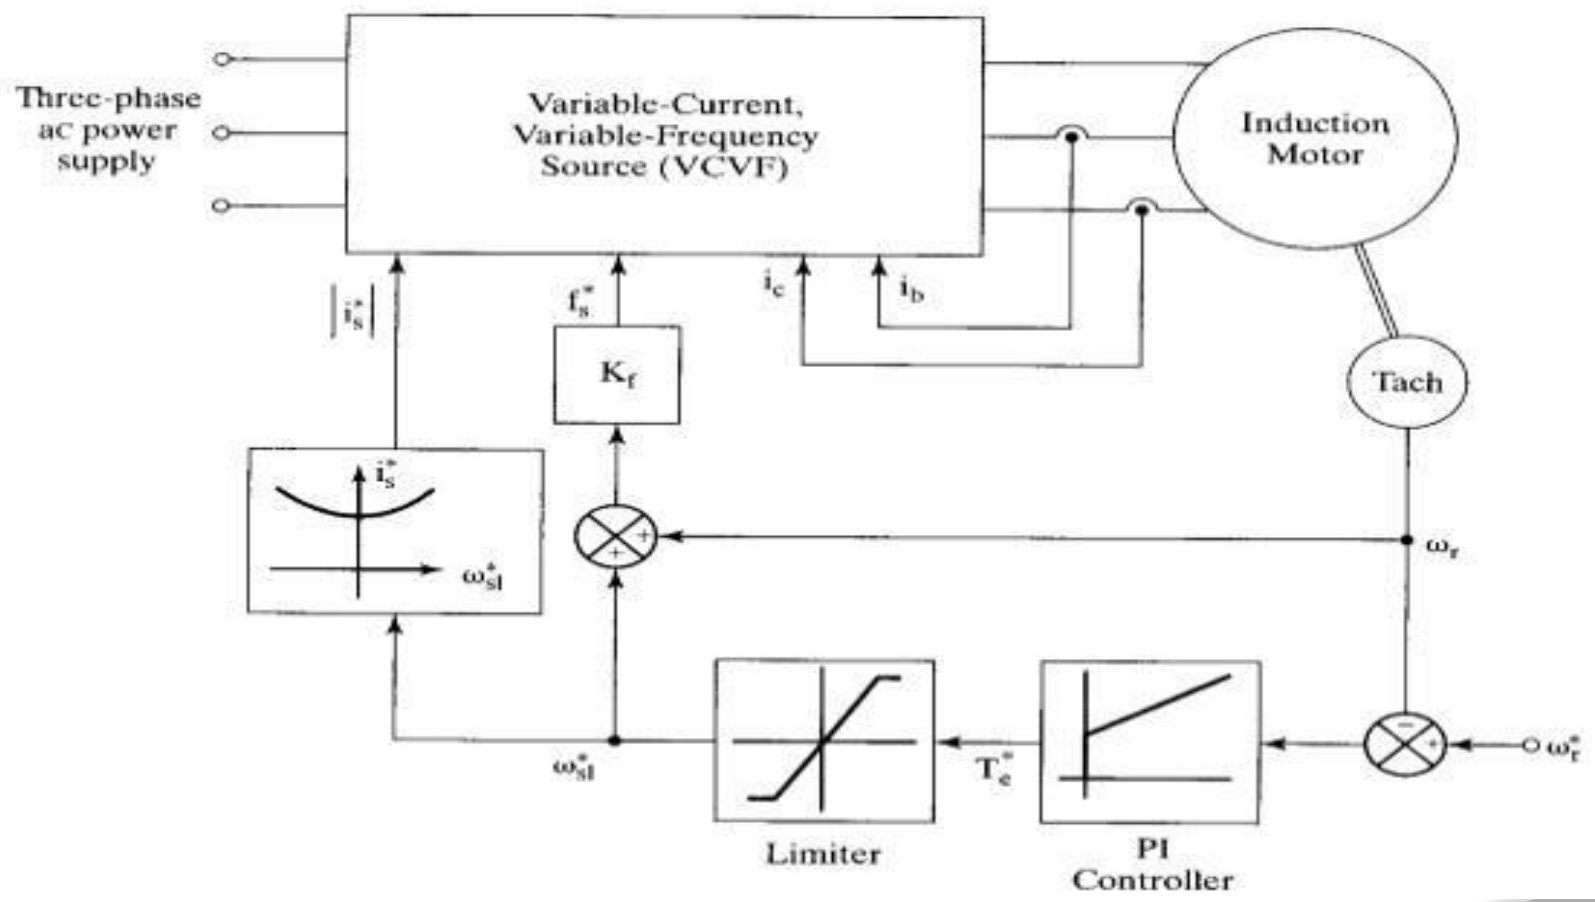 Three-phase
ac power
supply
Variable-Current,
Variable-Frequency
Source (VCVF)
Induction
Motor
|i*s|
f*s
ic
ib
Kf
Tach
i*s
ω*sl
+
+
ωr
ω*sl
T*e
−
+
ω*r
Limiter
PI
Controller